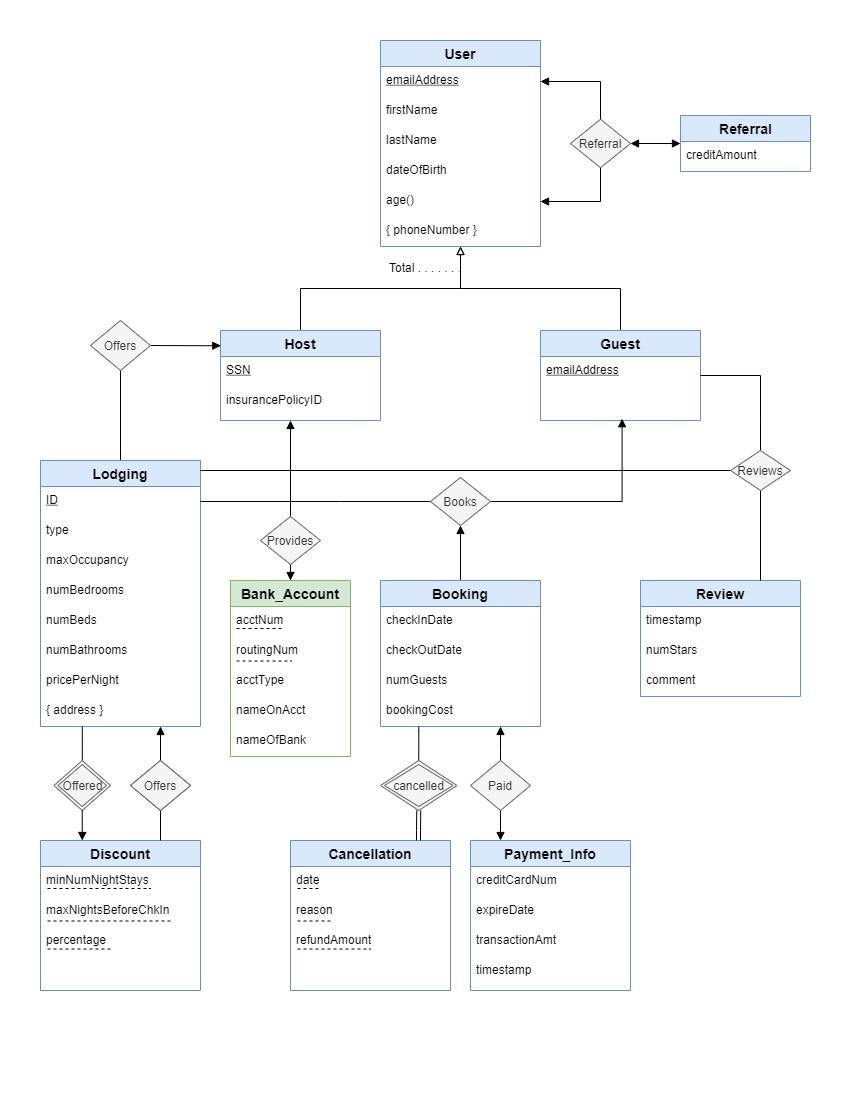 User
emailAddress
firstName
lastName
dateOfBirth
age()
{ phoneNumber }
Referral
Referral
creditAmount
Total . . . . . . .
Offers
Host
SSN
insurancePolicyID
Guest
emailAddress
Lodging
ID
type
maxOccupancy
numBedrooms
numBeds
numBathrooms
pricePerNight
{ address }
Books
Reviews
Provides
Bank_Account
acctNum
routingNum
acctType
nameOnAcct
nameOfBank
Booking
checkInDate
checkOutDate
numGuests
bookingCost
Review
timestamp
numStars
comment
Offered
Offers
cancelled
Paid
Discount
minNumNightStays
maxNightsBeforeChkIn
percentage
Cancellation
date
reason
refundAmount
Payment_Info
creditCardNum
expireDate
transactionAmt
timestamp